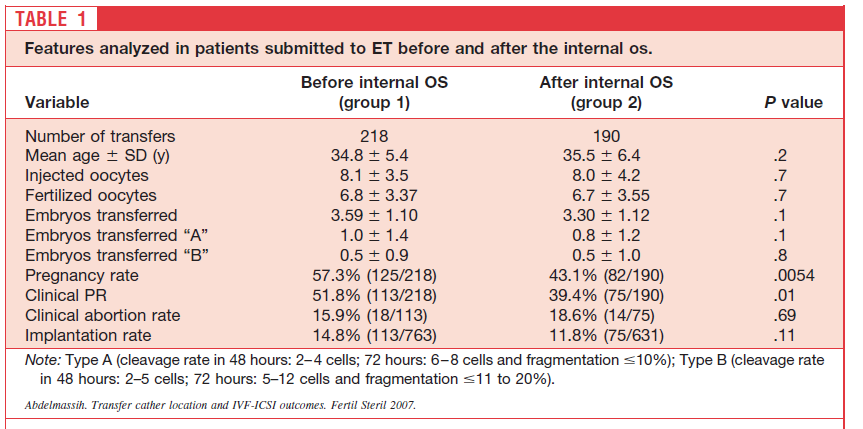 TABLE 1
Features analyzed in patients submitted to ET before and after the internal os.
Variable Before internal OS (group 1) After internal OS (group 2) P value
Number of transfers 218 190
Mean age ± SD (y) 34.8 ± 5.4 35.5 ± 6.4 .2
Injected oocytes 8.1 ± 3.5 8.0 ± 4.2 .7
Fertilized oocytes 6.8 ± 3.37 6.7 ± 3.55 .7
Embryos transferred 3.59 ± 1.10 3.30 ± 1.12 .1
Embryos transferred “A” 1.0 ± 1.4 0.8 ± 1.2 .1
Embryos transferred “B” 0.5 ± 0.9 0.5 ± 1.0 .8
Pregnancy rate 57.3% (125/218) 43.1% (82/190) .0054
Clinical PR 51.8% (113/218) 39.4% (75/190) .01
Clinical abortion rate 15.9% (18/113) 18.6% (14/75) .69
Implantation rate 14.8% (113/763) 11.8% (75/631) .11
Note: Type A (cleavage rate in 48 hours: 2–4 cells; 72 hours: 6–8 cells and fragmentation ≤10%); Type B (cleavage rate
in 48 hours: 2–5 cells; 72 hours: 5–12 cells and fragmentation ≤11 to 20%).
Abdelmassih. Transfer cather location and IVF-ICSI outcomes. Fertil Steril 2007.